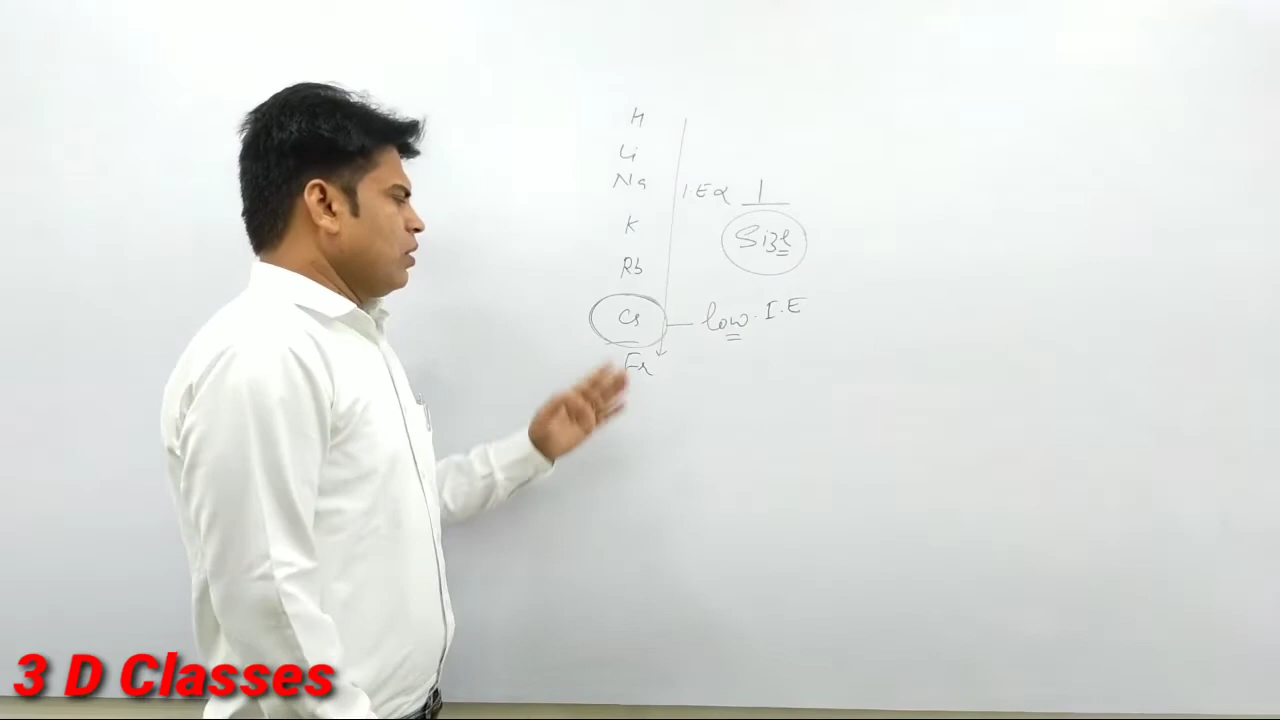 H
Li
Na
I.E α 1
Size
K
Rb
Cs
low I.E
Fr
3 D Classes